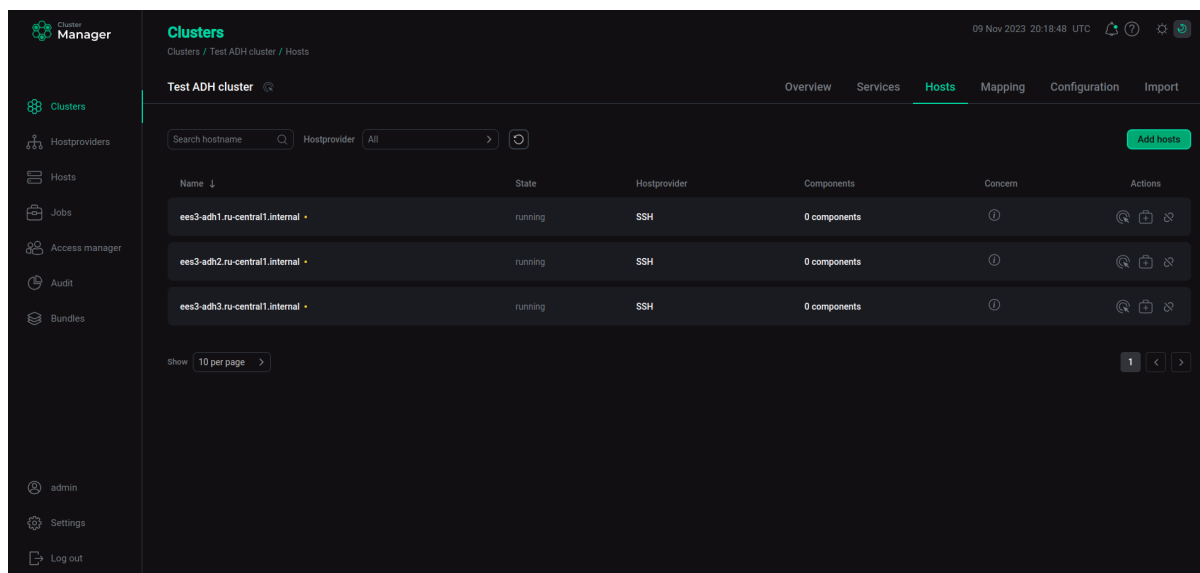 Cluster
Manager
Clusters
Hostproviders
Hosts
Jobs
Access manager
Audit
Bundles
admin
Settings
Log out
Clusters
09 Nov 2023 20:18:48 UTC
Clusters / Test ADH cluster / Hosts
Test ADH cluster
Overview Services Hosts Mapping Configuration Import
Search hostname Hostprovider All Add hosts
Name State Hostprovider Components Concern Actions
ees3-adh1.ru-central1.internal running SSH 0 components
ees3-adh2.ru-central1.internal running SSH 0 components
ees3-adh3.ru-central1.internal running SSH 0 components
Show 10 per page 1